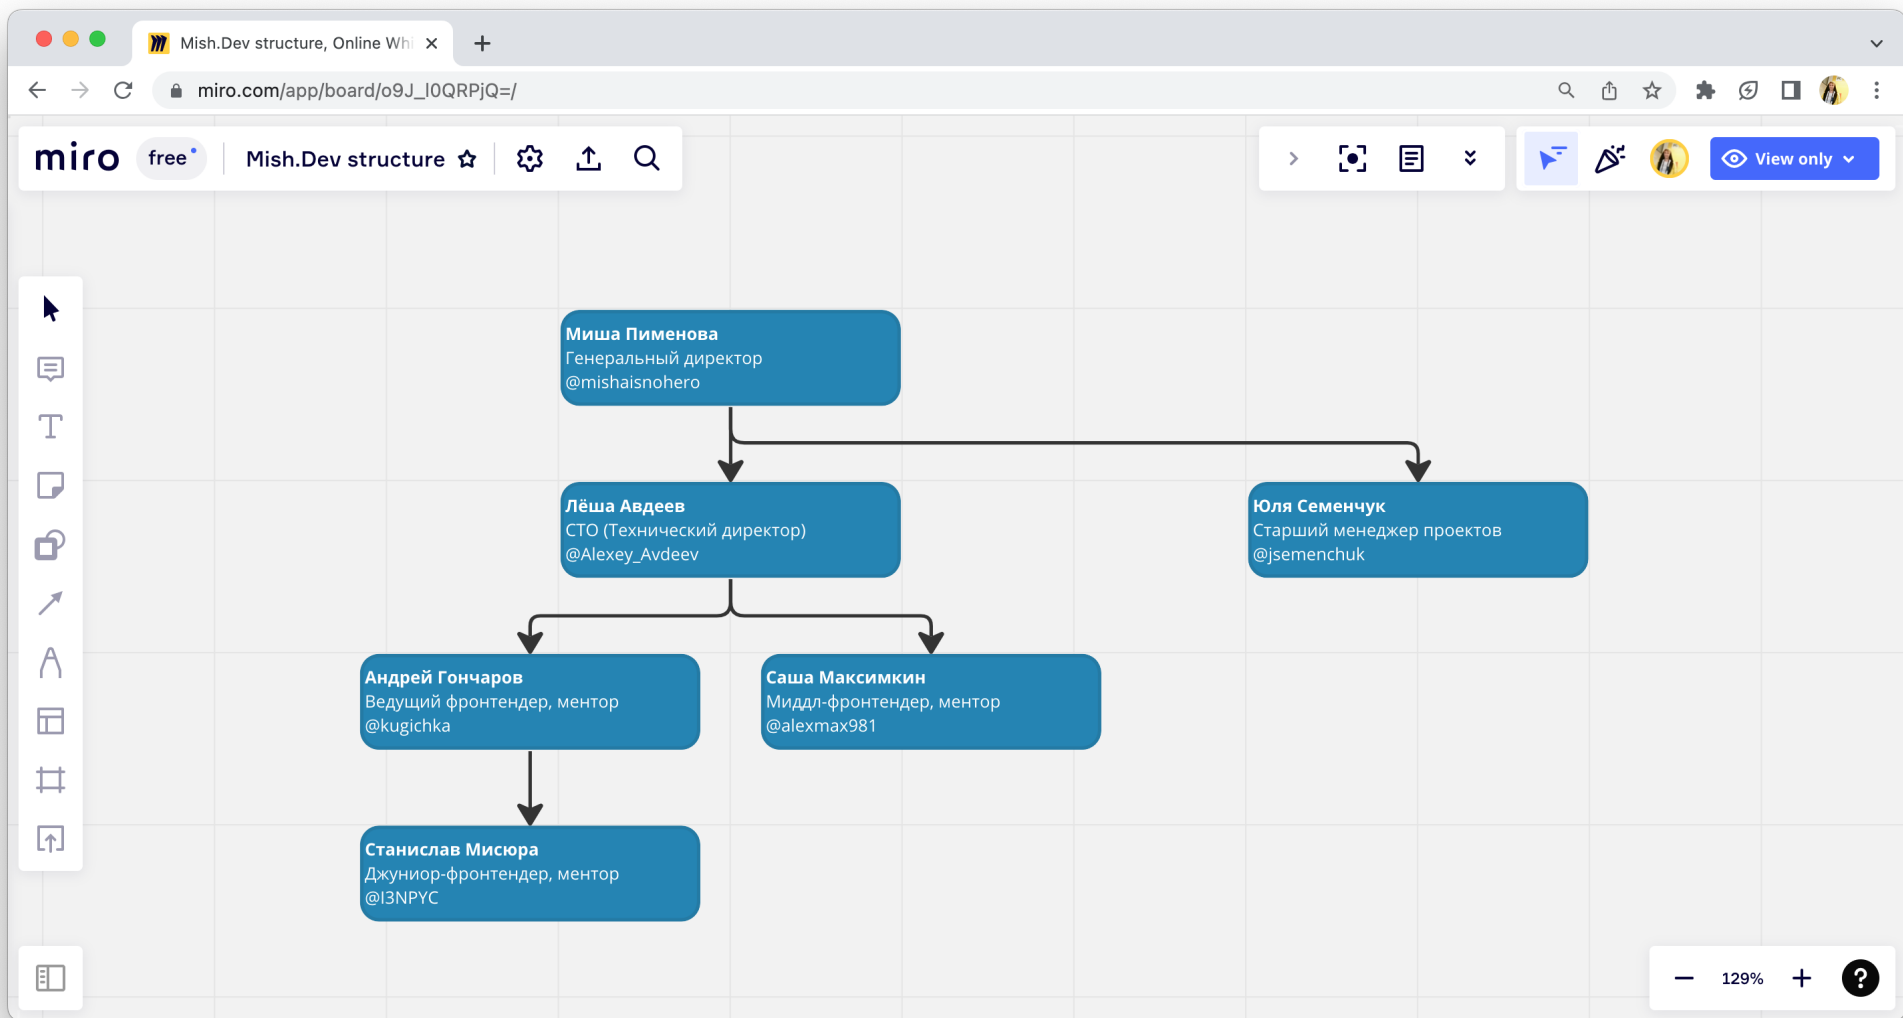 Mish.Dev structure, Online Whi
miro.com/app/board/o9J_l0QRPjQ=/
miro
free
Mish.Dev structure
View only
Миша Пименова
Генеральный директор
@mishaisnohero
Лёша Авдеев
CTO (Технический директор)
@Alexey_Avdeev
Юля Семенчук
Старший менеджер проектов
@jsemenchuk
Андрей Гончаров
Ведущий фронтендер, ментор
@kugichka
Саша Максимкин
Миддл-фронтендер, ментор
@alexmax981
Станислав Мисюра
Джуниор-фронтендер, ментор
@I3NPYC
129%